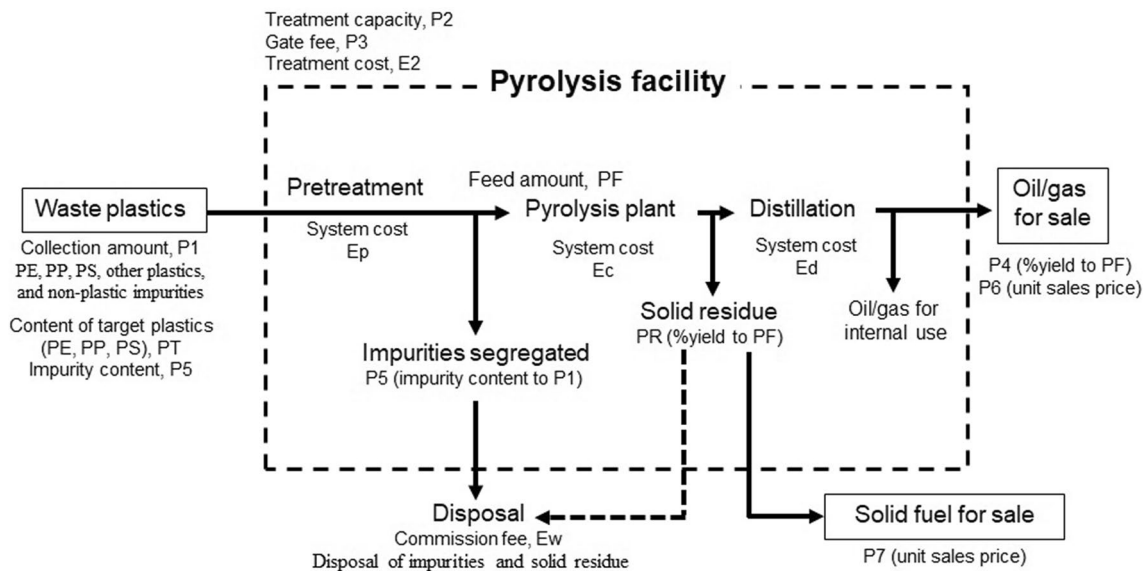 Treatment capacity, P2
Gate fee, P3
Treatment cost, E2
Pyrolysis facility
Waste plastics
Collection amount, P1
PE, PP, PS, other plastics,
and non-plastic impurities
Content of target plastics
(PE, PP, PS), PT
Impurity content, P5
Pretreatment
System cost
Ep
Feed amount, PF
Pyrolysis plant
System cost
Ec
Distillation
System cost
Ed
Oil/gas
for sale
P4 (%yield to PF)
P6 (unit sales price)
Oil/gas for
internal use
Solid residue
PR (%yield to PF)
Impurities segregated
P5 (impurity content to P1)
Disposal
Commission fee, Ew
Disposal of impurities and solid residue
Solid fuel for sale
P7 (unit sales price)